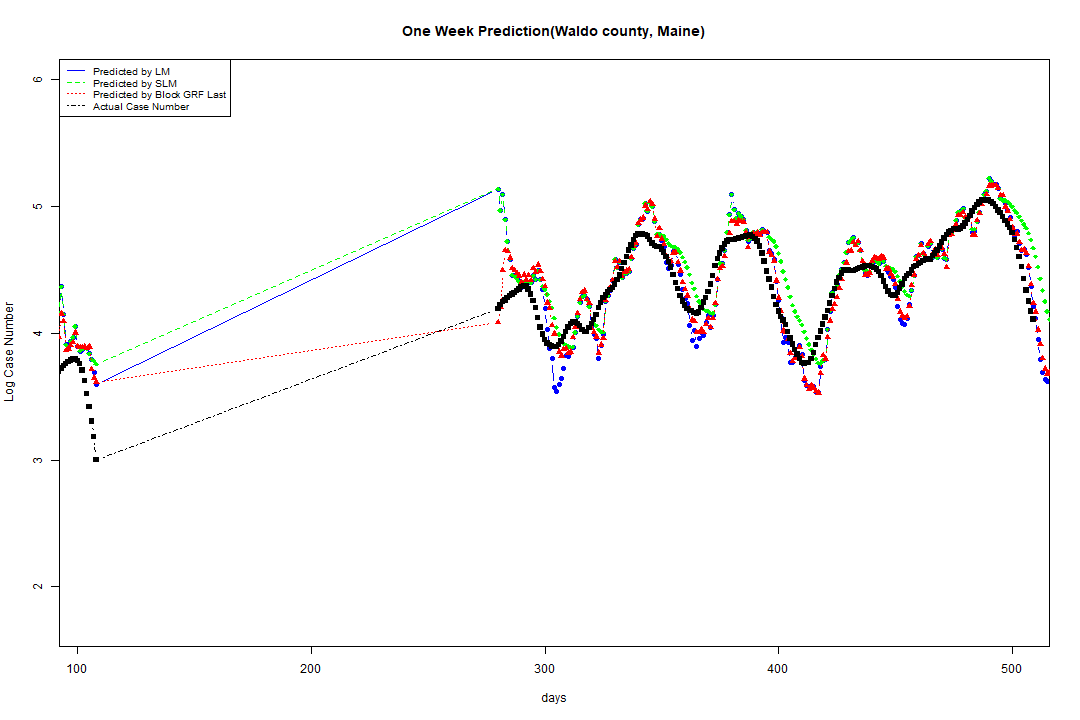 One Week Prediction(Waldo county, Maine)
Predicted by LM
Predicted by SLM
Predicted by Block GRF Last
Actual Case Number
6
5
4
3
2
Log Case Number
100 200 300 400 500
days